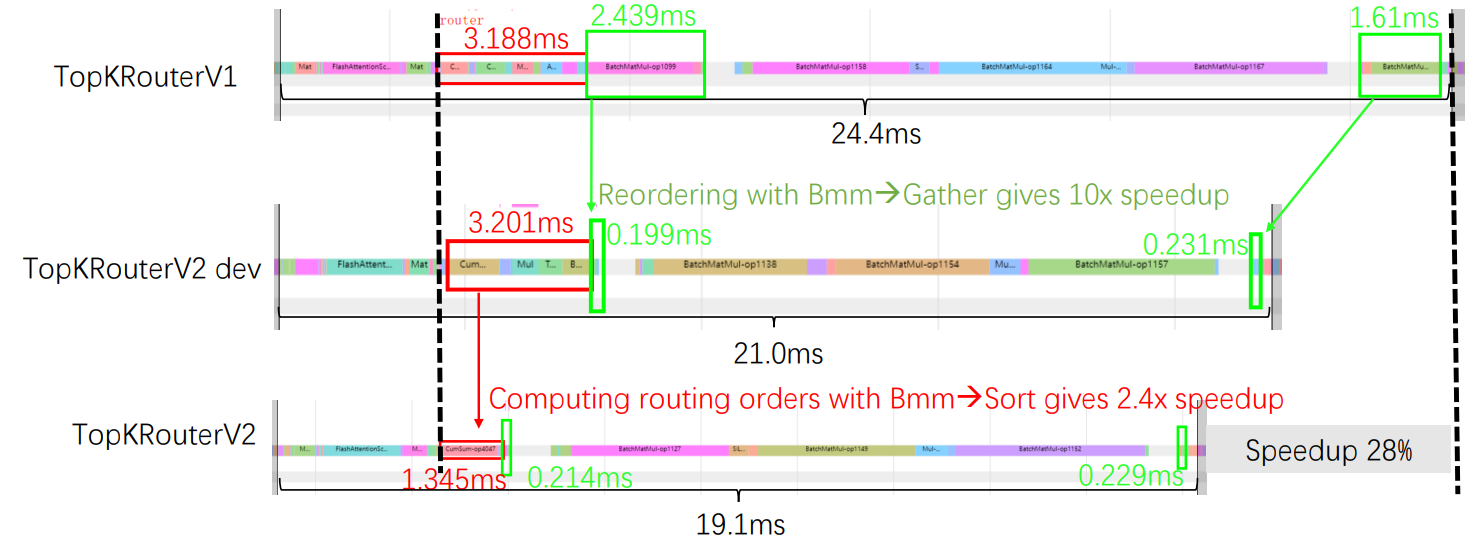 router
2.439ms
1.61ms
3.188ms
TopKRouterV1
Mat
FlashAttentionSc...
Mat
C...
C...
M...
A...
BatchMatMul-op1099
BatchMatMul-op1158
S...
BatchMatMul-op1164
Mul-...
BatchMatMul-op1167
BatchMatMu...
24.4ms
Reordering with Bmm→Gather gives 10x speedup
3.201ms
0.199ms
0.231ms
TopKRouterV2 dev
FlashAttent...
Mat
Cum...
Mul
T...
B...
BatchMatMul-op1138
BatchMatMul-op1154
Mu...
BatchMatMul-op1157
21.0ms
Computing routing orders with Bmm→Sort gives 2.4x speedup
TopKRouterV2
M...
FlashAttentionSc...
M...
CumSum-op4047
BatchMatMul-op1127
SiL...
BatchMatMul-op1149
Mul-...
BatchMatMul-op1152
Speedup 28%
1.345ms
0.214ms
0.229ms
19.1ms